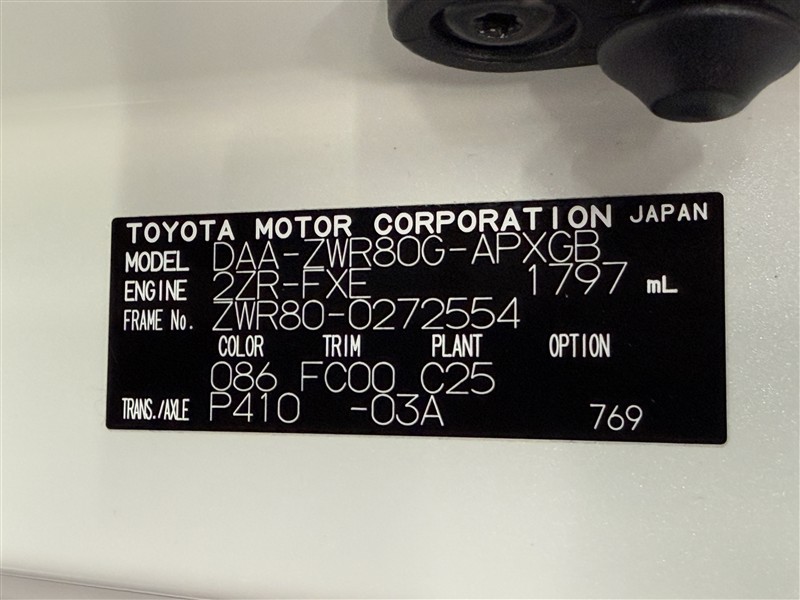 TOYOTA MOTOR CORPORATION JAPAN
MODEL DAA-ZWR80G-APXGB
ENGINE 2ZR-FXE 1797 mL
FRAME No. ZWR80-0272554
COLOR TRIM PLANT OPTION
086 FC00 C25
TRANS./AXLE P410 -03A 769